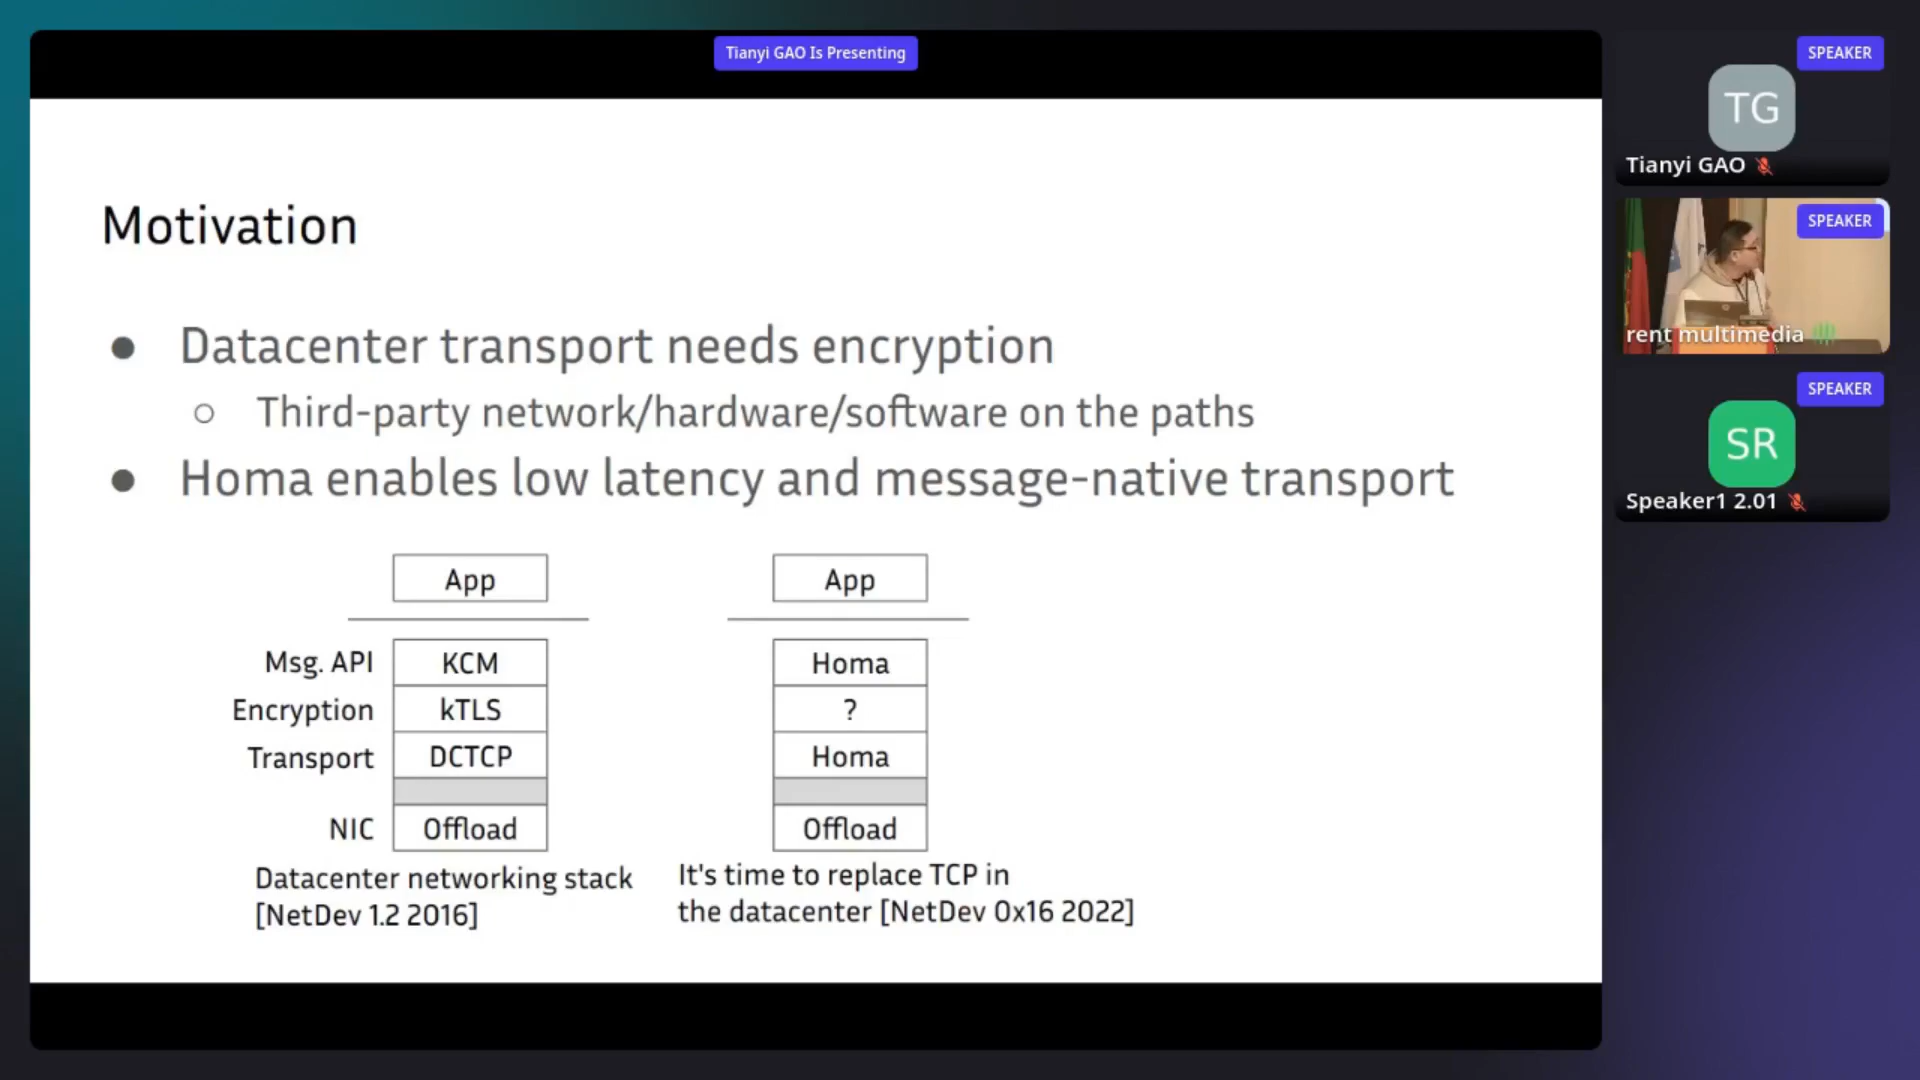 Tianyi GAO Is Presenting
Motivation
● Datacenter transport needs encryption
○ Third-party network/hardware/software on the paths
● Homa enables low latency and message-native transport
App
App
Msg. API
KCM
Homa
Encryption
kTLS
?
Transport
DCTCP
Homa
NIC
Offload
Offload
Datacenter networking stack
[NetDev 1.2 2016]
It's time to replace TCP in
the datacenter [NetDev 0x16 2022]
SPEAKER
TG
Tianyi GAO
SPEAKER
rent multimedia
SPEAKER
SR
Speaker1 2.01